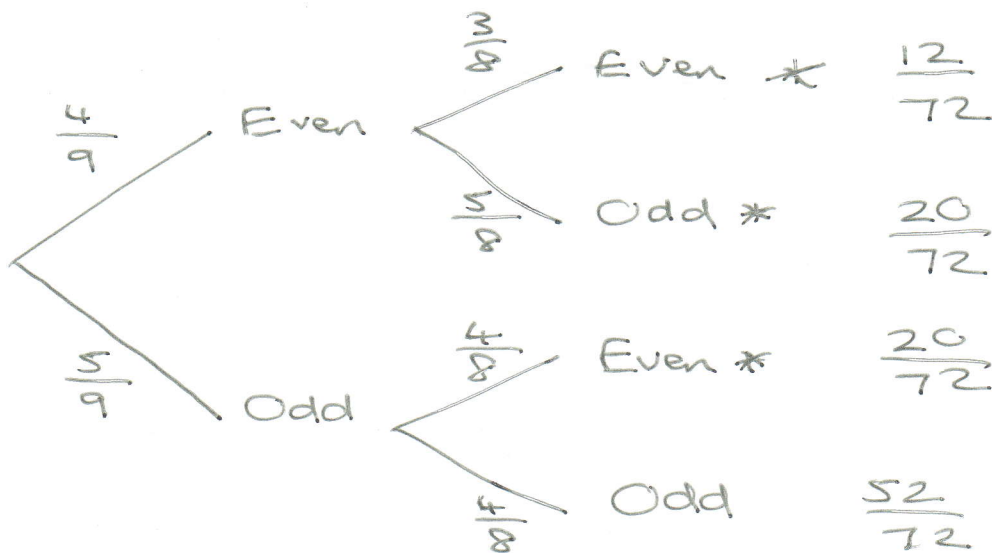 3/8 Even * 12/72
4/9 Even
5/8 Odd * 20/72
4/8 Even * 20/72
5/9 Odd
4/8 Odd 52/72